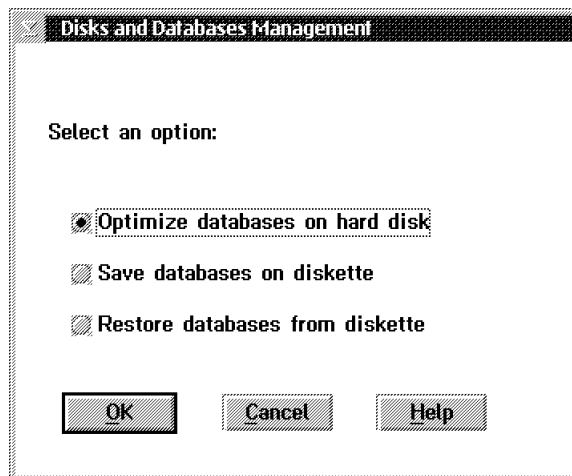 Disks and Databases Management
Select an option:
Optimize databases on hard disk
Save databases on diskette
Restore databases from diskette
OK
Cancel
Help